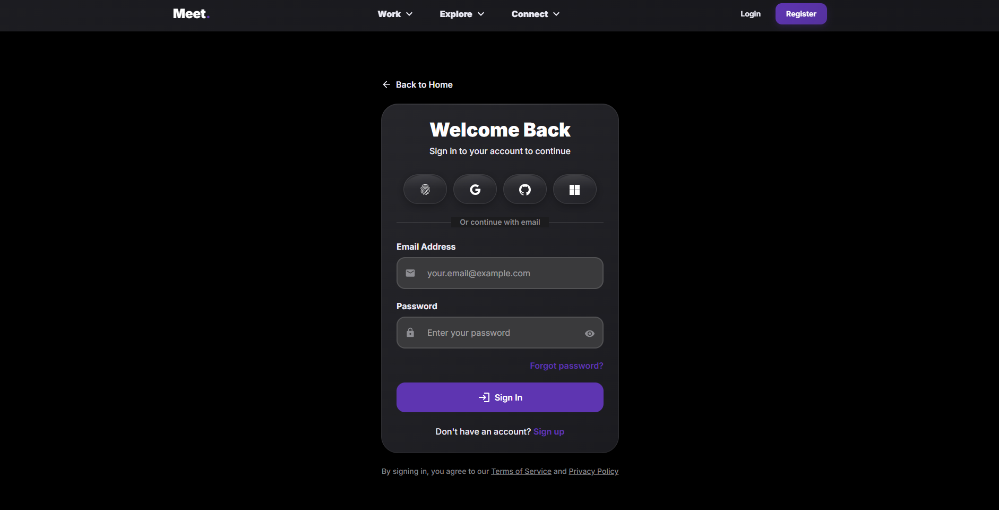 Meet.
Work
Explore
Connect
Login
Register
Back to Home
Welcome Back
Sign in to your account to continue
Or continue with email
Email Address
your.email@example.com
Password
Enter your password
Forgot password?
Sign In
Don't have an account? Sign up
By signing in, you agree to our Terms of Service and Privacy Policy